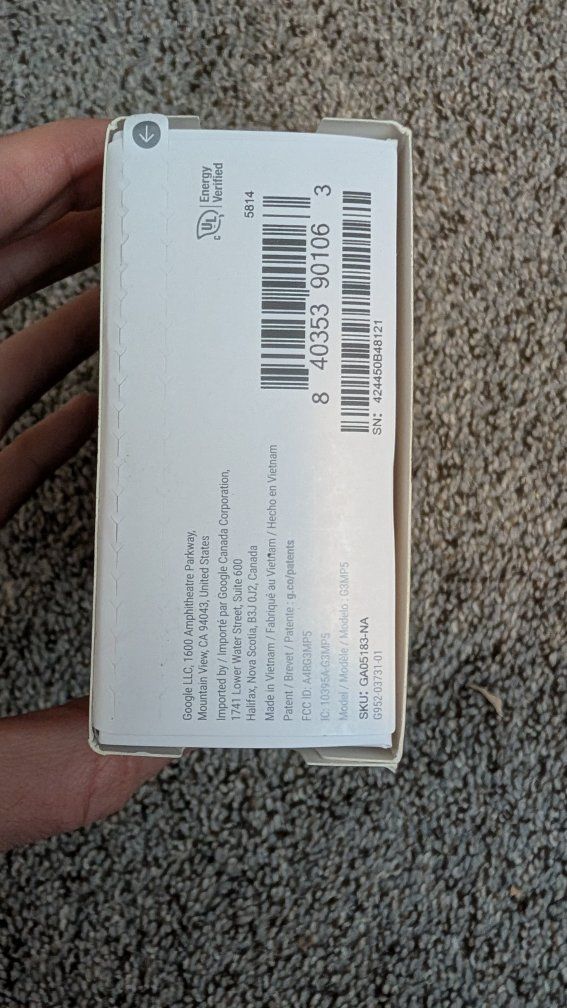 Google LLC, 1600 Amphitheatre Parkway,
Mountain View, CA 94043, United States
Imported by / Importé par Google Canada Corporation,
1741 Lower Water Street, Suite 600
Halifax, Nova Scotia, B3J 0J2, Canada
Made in Vietnam / Fabriqué au Vietnam / Hecho en Vietnam
Patent / Brevet / Patente : g.co/patents
FCC ID: A4RG3MP5
IC: 10395A-G3MP5
Model / Modèle / Modelo : G3MP5
SKU: GA05183-NA
G952-03731-01
c UL Energy
Verified
5814
8 40353 90106 3
SN: 424450B48121